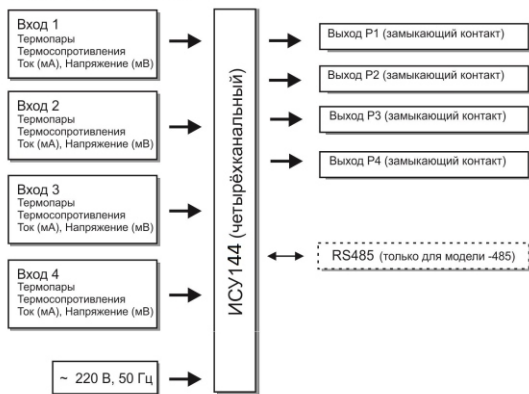 Вход 1
Термопары
Термосопротивления
Ток (мА), Напряжение (мВ)
Вход 2
Термопары
Термосопротивления
Ток (мА), Напряжение (мВ)
Вход 3
Термопары
Термосопротивления
Ток (мА), Напряжение (мВ)
Вход 4
Термопары
Термосопротивления
Ток (мА), Напряжение (мВ)
~ 220 В, 50 Гц
ИСУ144 (четырёхканальный)
Выход Р1 (замыкающий контакт)
Выход Р2 (замыкающий контакт)
Выход Р3 (замыкающий контакт)
Выход Р4 (замыкающий контакт)
RS485 (только для модели -485)